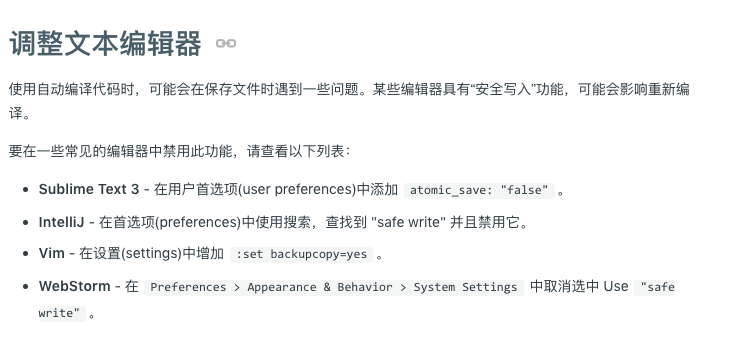 调整文本编辑器
使用自动编译代码时，可能会在保存文件时遇到一些问题。某些编辑器具有“安全写入”功能，可能会影响重新编
译。
要在一些常见的编辑器中禁用此功能，请查看以下列表：
Sublime Text 3 - 在用户首选项(user preferences)中添加 atomic_save: "false" 。
IntelliJ - 在首选项(preferences)中使用搜索，查找到 "safe write" 并且禁用它。
Vim - 在设置(settings)中增加 :set backupcopy=yes 。
WebStorm - 在 Preferences > Appearance & Behavior > System Settings 中取消选中 Use "safe
write" 。